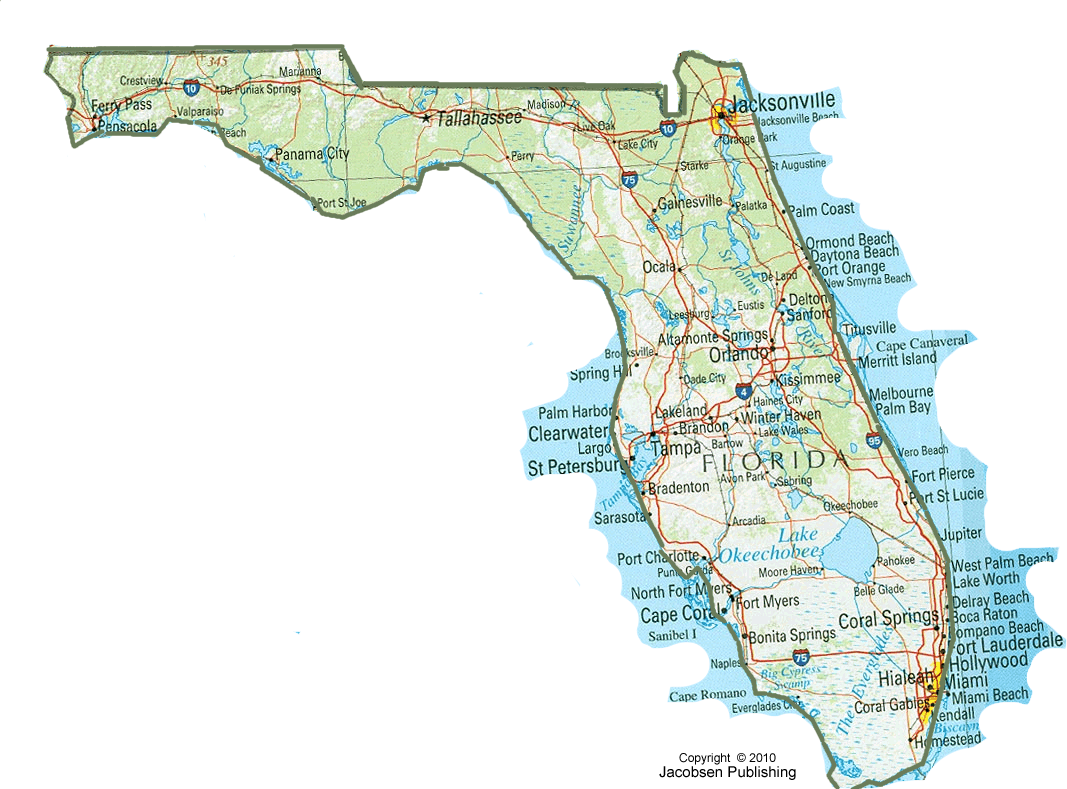 345
Crestview
10
Marianna
De Funiak Springs
Ferry Pass
Valparaiso
Pensacola
Beach
Panama City
Port St Joe
Tallahassee
Madison
Live Oak
Lake City
Perry
10
Jacksonville
Jacksonville Beach
Orange Park
Starke
St Augustine
75
Gainesville
Palatka
Palm Coast
Suwannee
Ormond Beach
Daytona Beach
Port Orange
New Smyrna Beach
Ocala
St Johns
River
De Land
Deltona
Eustis
Sanford
Leesburg
Titusville
Altamonte Springs
Cape Canaveral
Merritt Island
Brooksville
Orlando
Spring Hill
Dade City
Kissimmee
4
Melbourne
Palm Bay
Haines City
Palm Harbor
Lakeland
Winter Haven
Clearwater
Brandon
Lake Wales
Largo
Tampa
Bartow
95
Vero Beach
St Petersburg
FLORIDA
Avon Park
Sebring
Fort Pierce
Tampa Bay
Bradenton
Port St Lucie
Sarasota
Arcadia
Okeechobee
Lake
Okeechobee
Jupiter
Port Charlotte
Punta Gorda
Moore Haven
Pahokee
West Palm Beach
Lake Worth
North Fort Myers
Belle Glade
Fort Myers
Delray Beach
Cape Coral
Coral Springs
Boca Raton
Sanibel I
Bonita Springs
Pompano Beach
Fort Lauderdale
75
Naples
Hollywood
Big Cypress
Swamp
The Everglades
Hialeah
Miami
Cape Romano
Miami Beach
Everglades City
Coral Gables
Kendall
Biscayn
Homestead
Copyright © 2010
Jacobsen Publishing